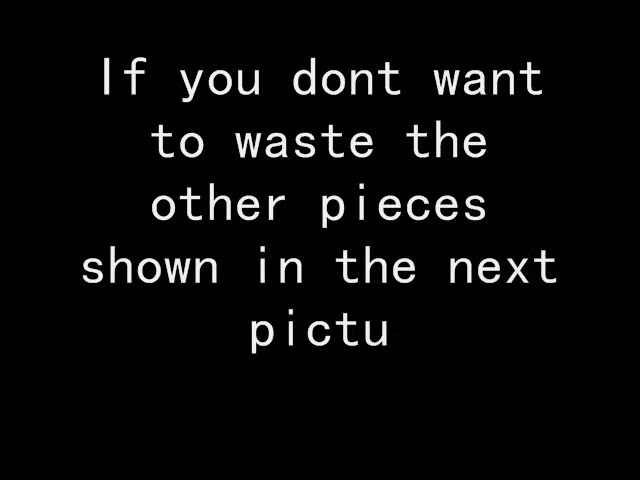 If you dont want
to waste the
other pieces
shown in the next
pictu